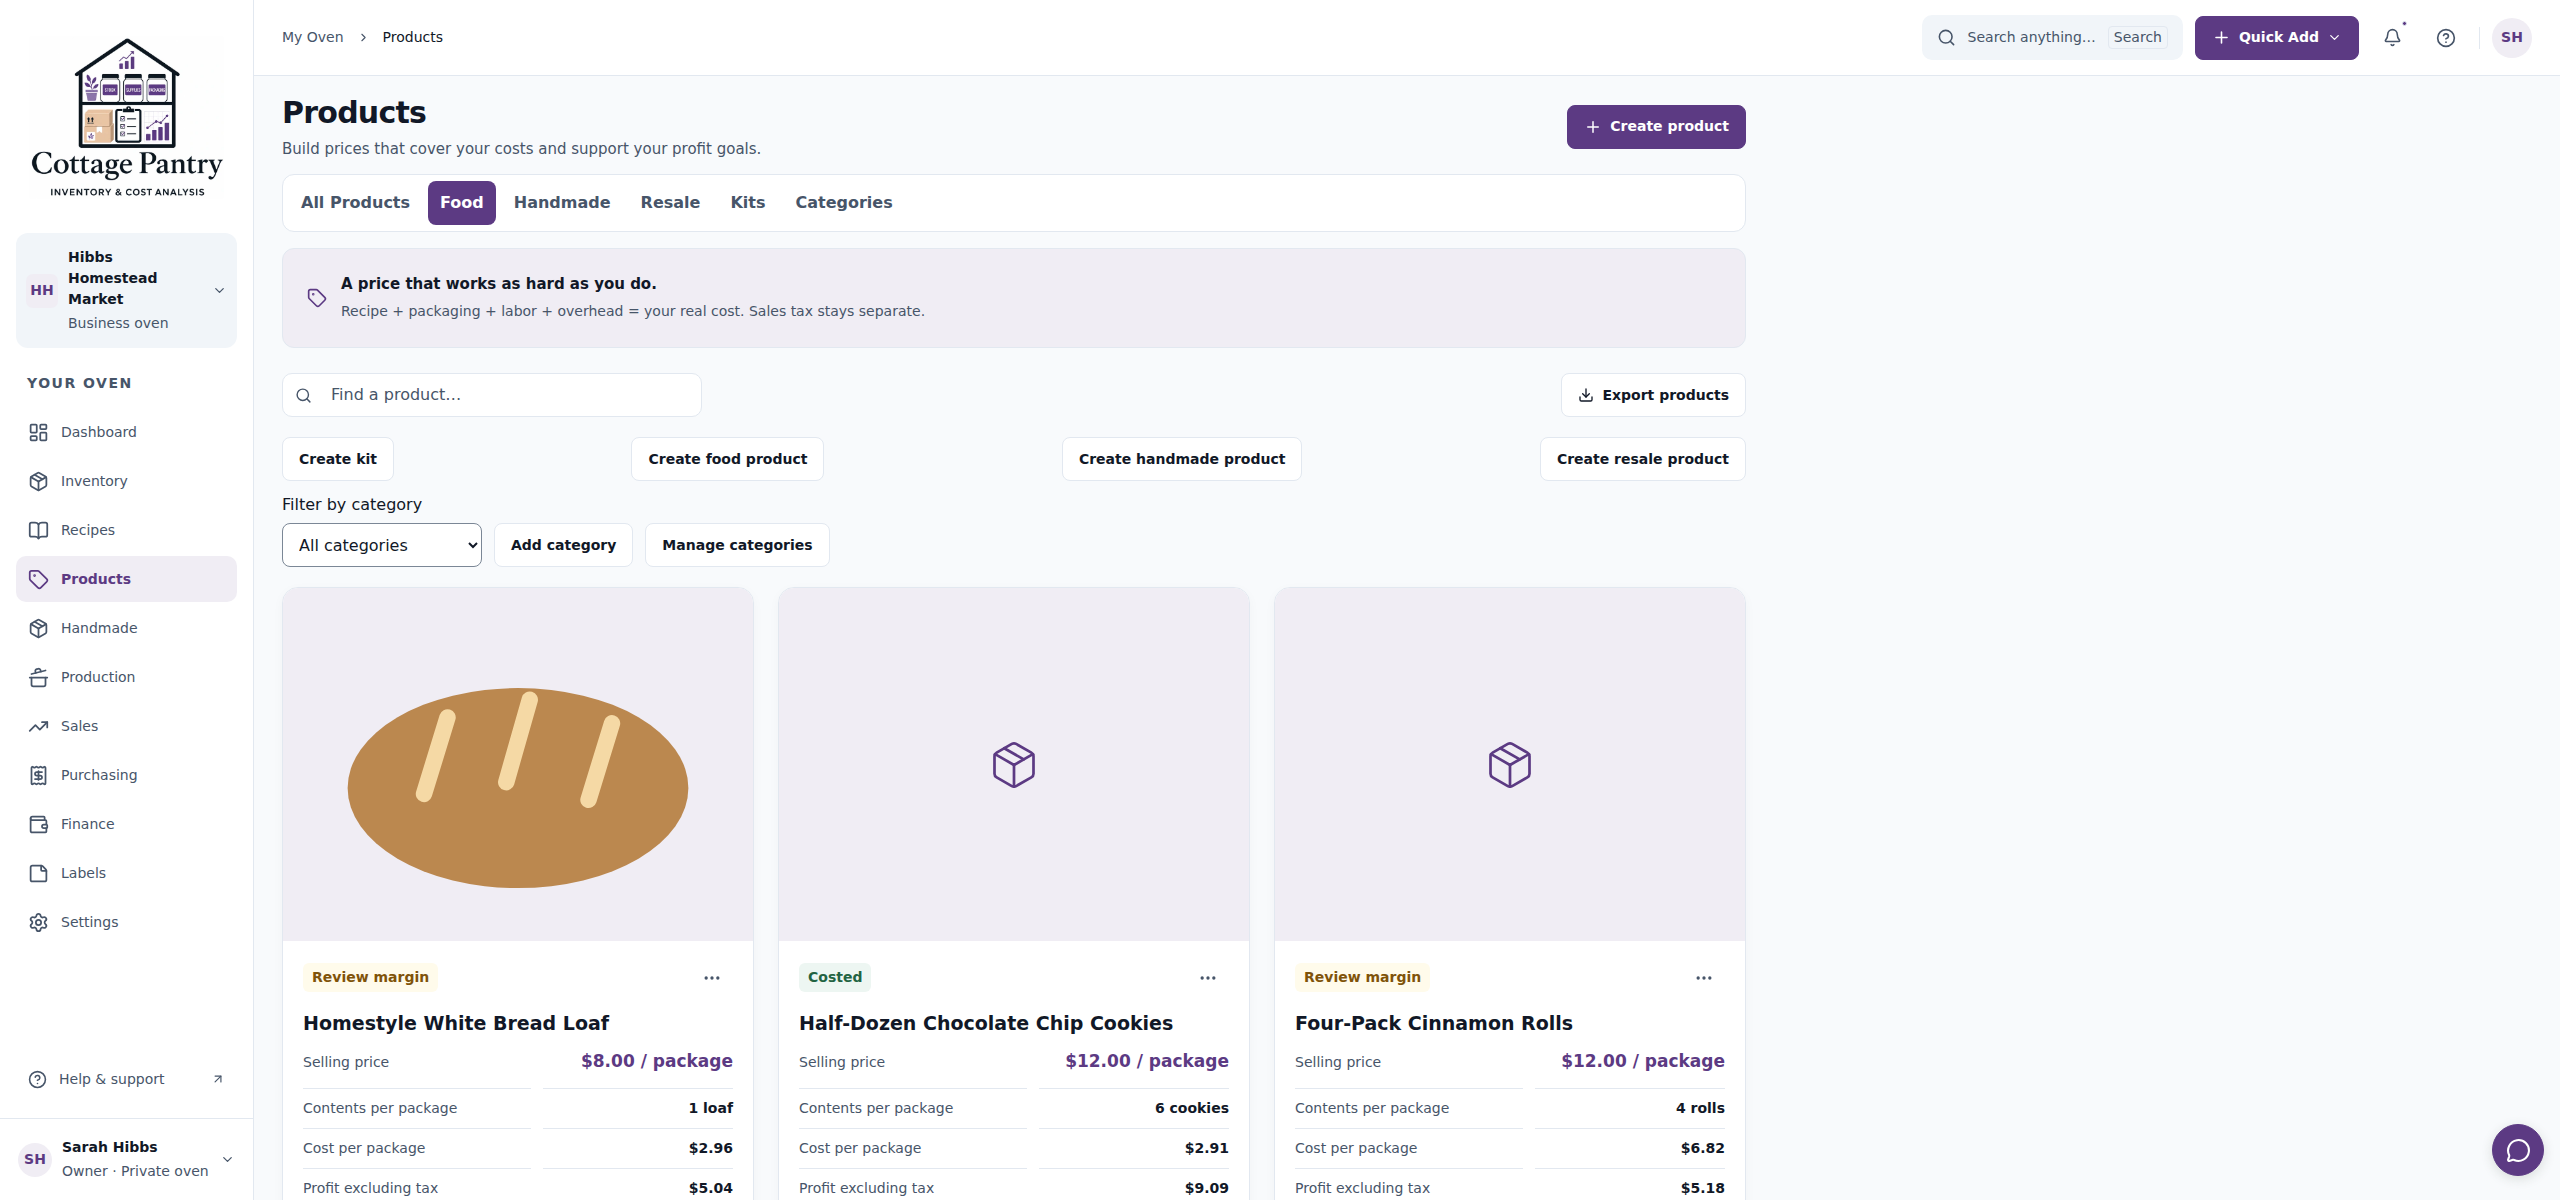 Cottage Pantry
INVENTORY & COST ANALYSIS
HH
Hibbs
Homestead
Market
Business oven
YOUR OVEN
Dashboard
Inventory
Recipes
Products
Handmade
Production
Sales
Purchasing
Finance
Labels
Settings
Help & support
SH
Sarah Hibbs
Owner · Private oven
My Oven
Products
Search anything...
Search
Quick Add
SH
Products
Build prices that cover your costs and support your profit goals.
Create product
All Products
Food
Handmade
Resale
Kits
Categories
A price that works as hard as you do.
Recipe + packaging + labor + overhead = your real cost. Sales tax stays separate.
Find a product...
Export products
Create kit
Create food product
Create handmade product
Create resale product
Filter by category
All categories
Add category
Manage categories
Review margin
Homestyle White Bread Loaf
Selling price $8.00 / package
Contents per package 1 loaf
Cost per package $2.96
Profit excluding tax $5.04
Costed
Half-Dozen Chocolate Chip Cookies
Selling price $12.00 / package
Contents per package 6 cookies
Cost per package $2.91
Profit excluding tax $9.09
Review margin
Four-Pack Cinnamon Rolls
Selling price $12.00 / package
Contents per package 4 rolls
Cost per package $6.82
Profit excluding tax $5.18